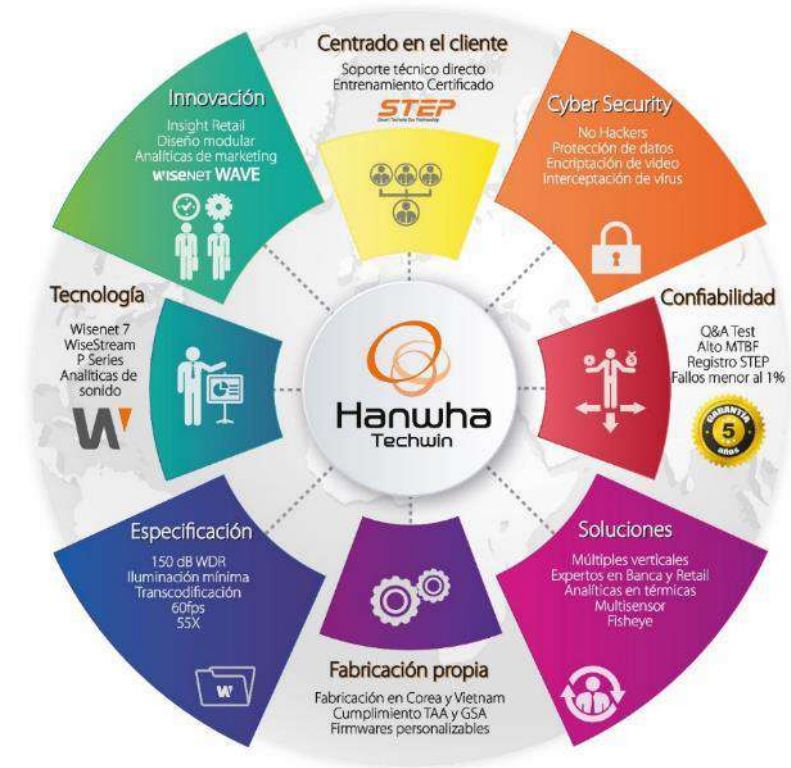 Centrado en el cliente
Soporte técnico directo
Entrenamiento Certificado
STEP
Innovación
Insight Retail
Diseño modular
Analíticas de marketing
WISENET WAVE
Cyber Security
No Hackers
Protección de datos
Encriptación de video
Interceptación de virus
Tecnología
Wisenet 7
WiseStream
P Series
Analíticas de
sonido
W
Hanwha
Techwin
Confiabilidad
Q&A Test
Alto MTBF
Registro STEP
Fallos menor al 1%
GARANTÍA
5
años
Especificación
150 dB WDR
Iluminación mínima
Transcodificación
60fps
55X
W
Fabricación propia
Fabricación en Corea y Vietnam
Cumplimiento TAA y GSA
Firmwares personalizables
Soluciones
Múltiples verticales
Expertos en Banca y Retail
Analíticas en térmicas
Multisensor
Fisheye